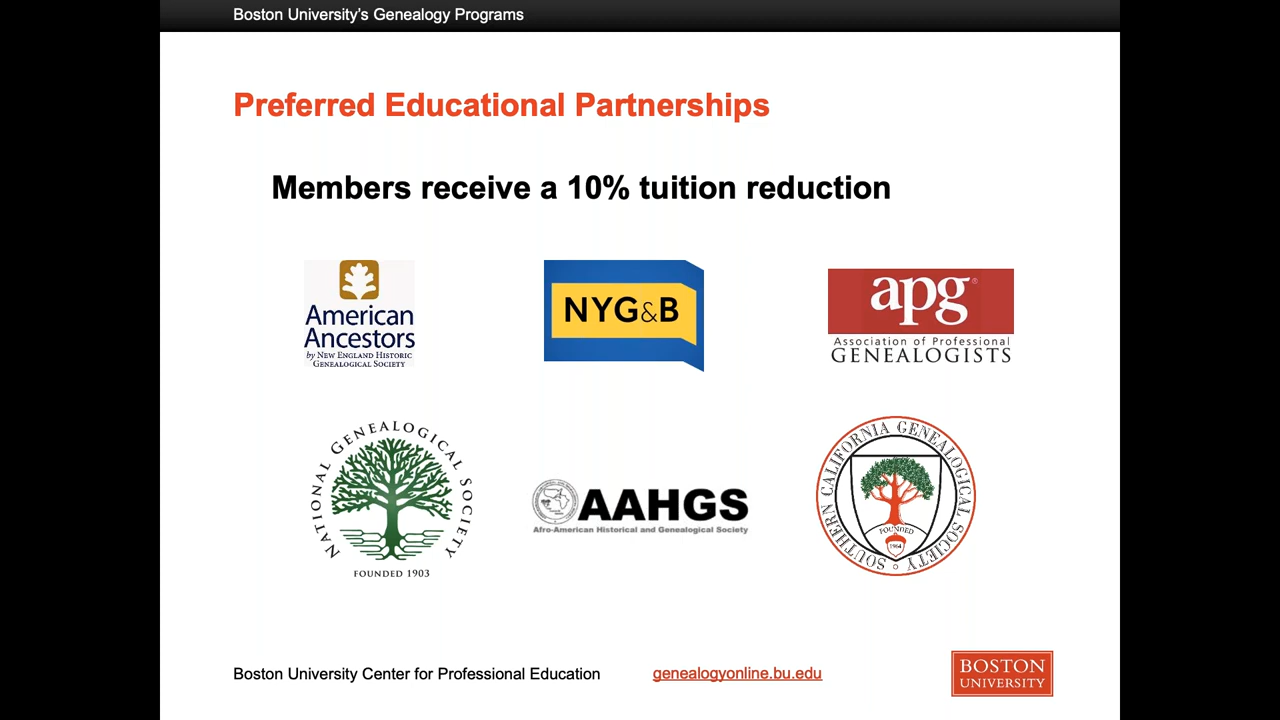 Boston University’s Genealogy Programs
Preferred Educational Partnerships
Members receive a 10% tuition reduction
American
Ancestors
by NEW ENGLAND HISTORIC
GENEALOGICAL SOCIETY
NYG&B
apg®
Association of Professional
GENEALOGISTS
NATIONAL GENEALOGICAL SOCIETY
FOUNDED 1903
AAHGS
Afro-American Historical and Genealogical Society
SOUTHERN CALIFORNIA GENEALOGICAL SOCIETY
FOUNDED
1964
Boston University Center for Professional Education
genealogyonline.bu.edu
BOSTON
UNIVERSITY